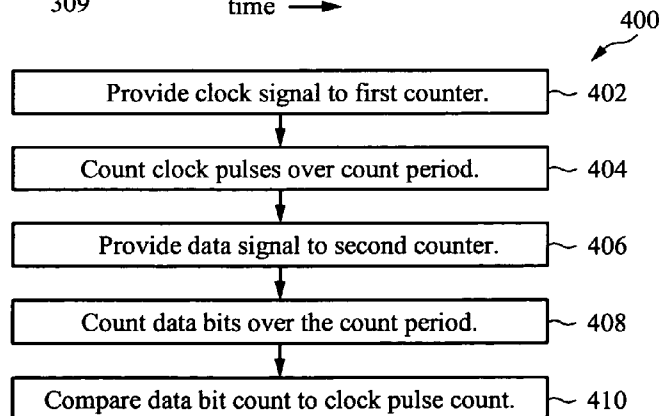 309 time
400
Provide clock signal to first counter. 402
Count clock pulses over count period. 404
Provide data signal to second counter. 406
Count data bits over the count period. 408
Compare data bit count to clock pulse count. 410